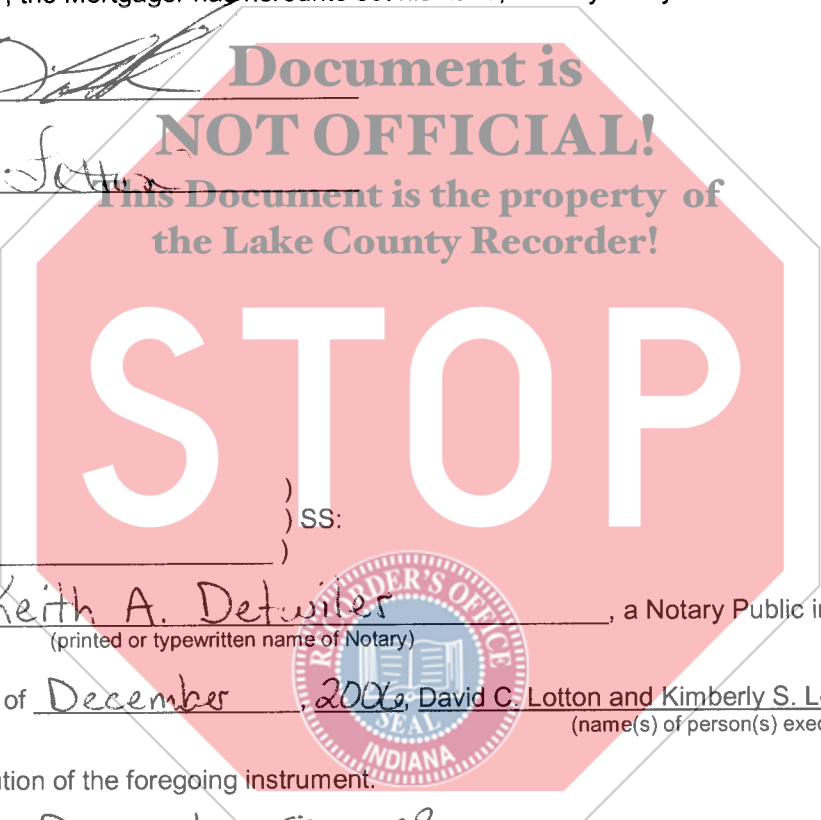 , the Mortgagor has hereunto set his
Document is
NOT OFFICIAL!
This Document is the property of
the Lake County Recorder!
STOP
)
) SS:
)
Keith A. Detwiler, a Notary Public in
(printed or typewritten name of Notary)
of December, 2006, David C. Lotton and Kimberly S. L
(name(s) of person(s) exec
RECORDER'S OFFICE
SEAL
INDIANA
tion of the foregoing instrument.